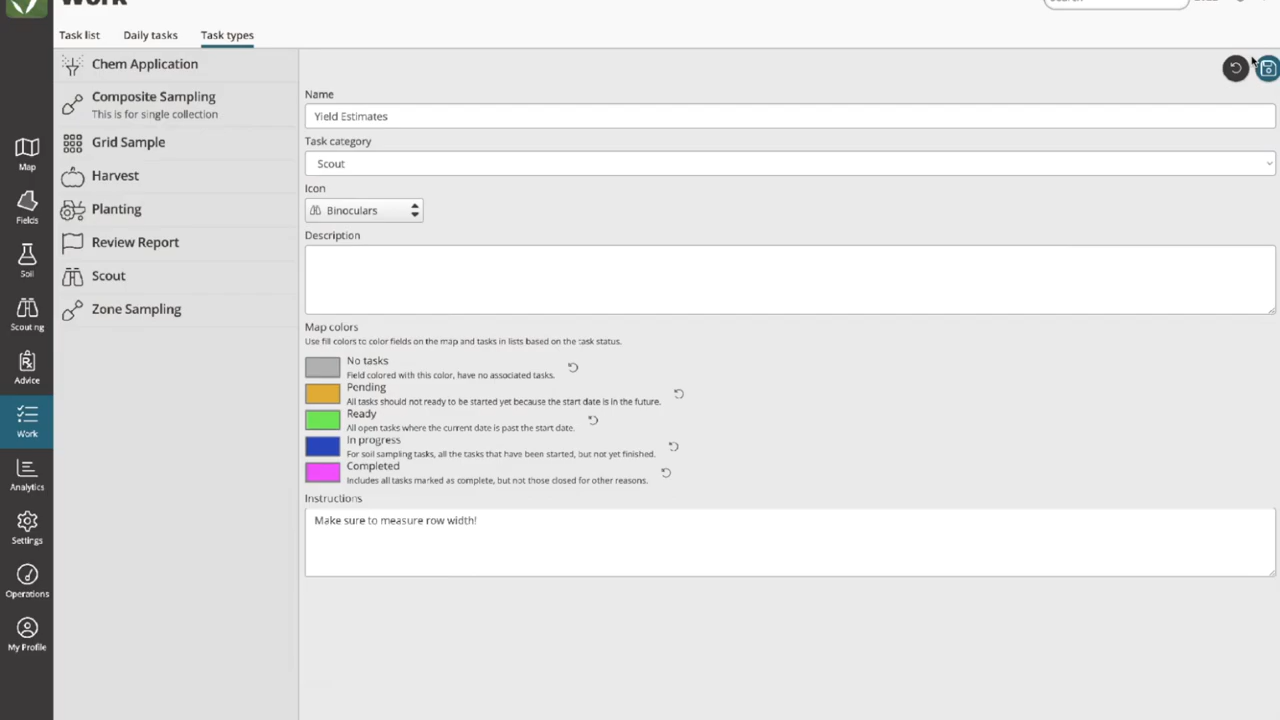 Work
Task list
Daily tasks
Task types
Chem Application
Composite Sampling
This is for single collection
Grid Sample
Harvest
Planting
Review Report
Scout
Zone Sampling
Map
Fields
Soil
Scouting
Advice
Work
Analytics
Settings
Operations
My Profile
Name
Yield Estimates
Task category
Scout
Icon
Binoculars
Description
Map colors
Use fill colors to color fields on the map and tasks in lists based on the task status.
No tasks
Field colored with this color, have no associated tasks.
Pending
All tasks should not ready to be started yet because the start date is in the future.
Ready
All open tasks where the current date is past the start date.
In progress
For soil sampling tasks, all the tasks that have been started, but not yet finished.
Completed
Includes all tasks marked as complete, but not those closed for other reasons.
Instructions
Make sure to measure row width!